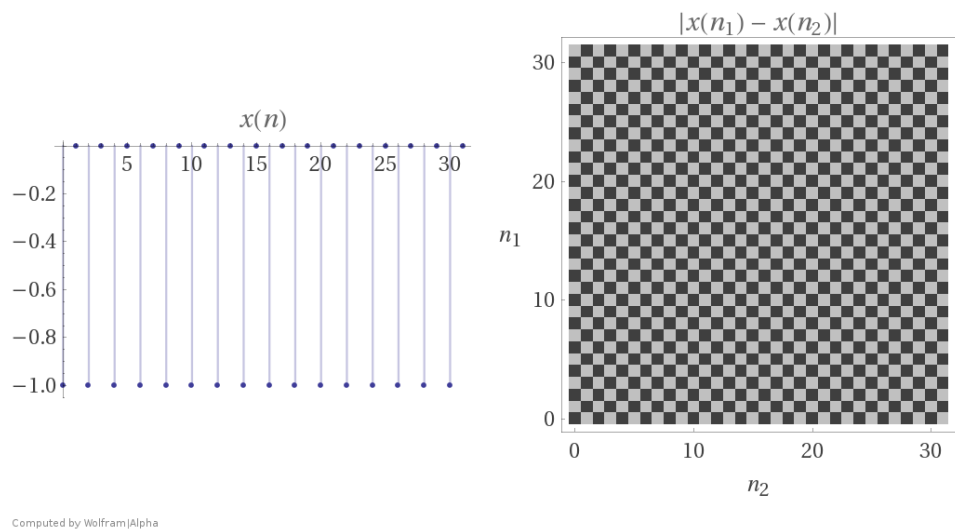 x(n)
5 10 15 20 25 30
−0.2
−0.4
−0.6
−0.8
−1.0
|x(n₁) − x(n₂)|
30
20
n₁
10
0
0 10 20 30
n₂
Computed by Wolfram|Alpha